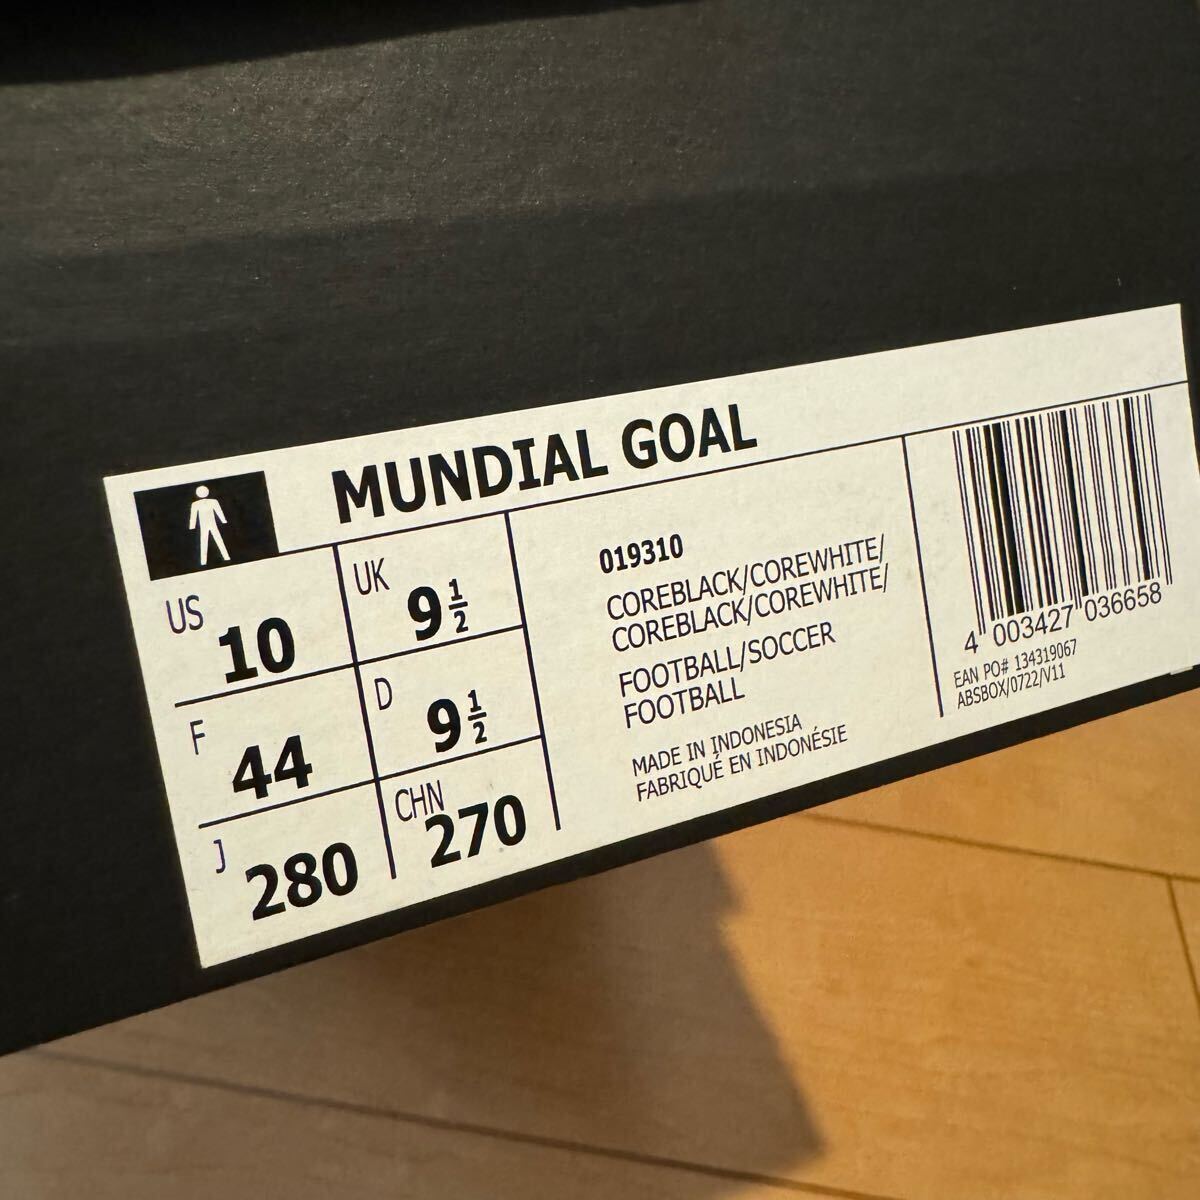 MUNDIAL GOAL
US 10
UK 9 1/2
F 44
D 9 1/2
J 280
CHN 270
019310
COREBLACK/COREWHITE/
COREBLACK/COREWHITE/
FOOTBALL/SOCCER
FOOTBALL
MADE IN INDONESIA
FABRIQUÉ EN INDONÉSIE
4 003427 036658
EAN PO# 134319067
ABSBOX/0722/V11